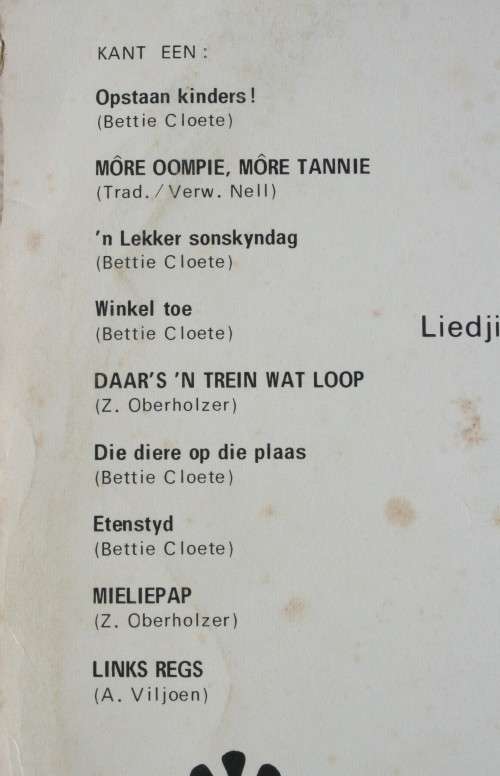 KANT EEN :
Opstaan kinders !
(Bettie Cloete)
MÔRE OOMPIE, MÔRE TANNIE
(Trad. / Verw. Nell)
'n Lekker sonskyndag
(Bettie Cloete)
Winkel toe
(Bettie Cloete)
DAAR'S 'N TREIN WAT LOOP
(Z. Oberholzer)
Die diere op die plaas
(Bettie Cloete)
Etenstyd
(Bettie Cloete)
MIELIEPAP
(Z. Oberholzer)
LINKS REGS
(A. Viljoen)
Liedji